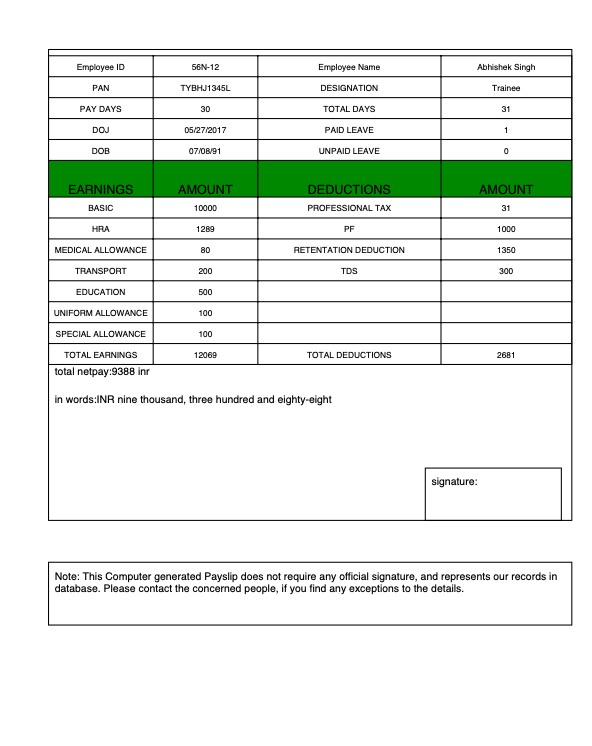 Employee ID 56N-12 Employee Name Abhishek Singh
PAN TYBHJ1345L DESIGNATION Trainee
PAY DAYS 30 TOTAL DAYS 31
DOJ 05/27/2017 PAID LEAVE 1
DOB 07/08/91 UNPAID LEAVE 0
EARNINGS AMOUNT DEDUCTIONS AMOUNT
BASIC 10000 PROFESSIONAL TAX 31
HRA 1289 PF 1000
MEDICAL ALLOWANCE 80 RETENTATION DEDUCTION 1350
TRANSPORT 200 TDS 300
EDUCATION 500
UNIFORM ALLOWANCE 100
SPECIAL ALLOWANCE 100
TOTAL EARNINGS 12069 TOTAL DEDUCTIONS 2681
total netpay:9388 inr
in words:INR nine thousand, three hundred and eighty-eight
signature:
Note: This Computer generated Payslip does not require any official signature, and represents our records in
database. Please contact the concerned people, if you find any exceptions to the details.